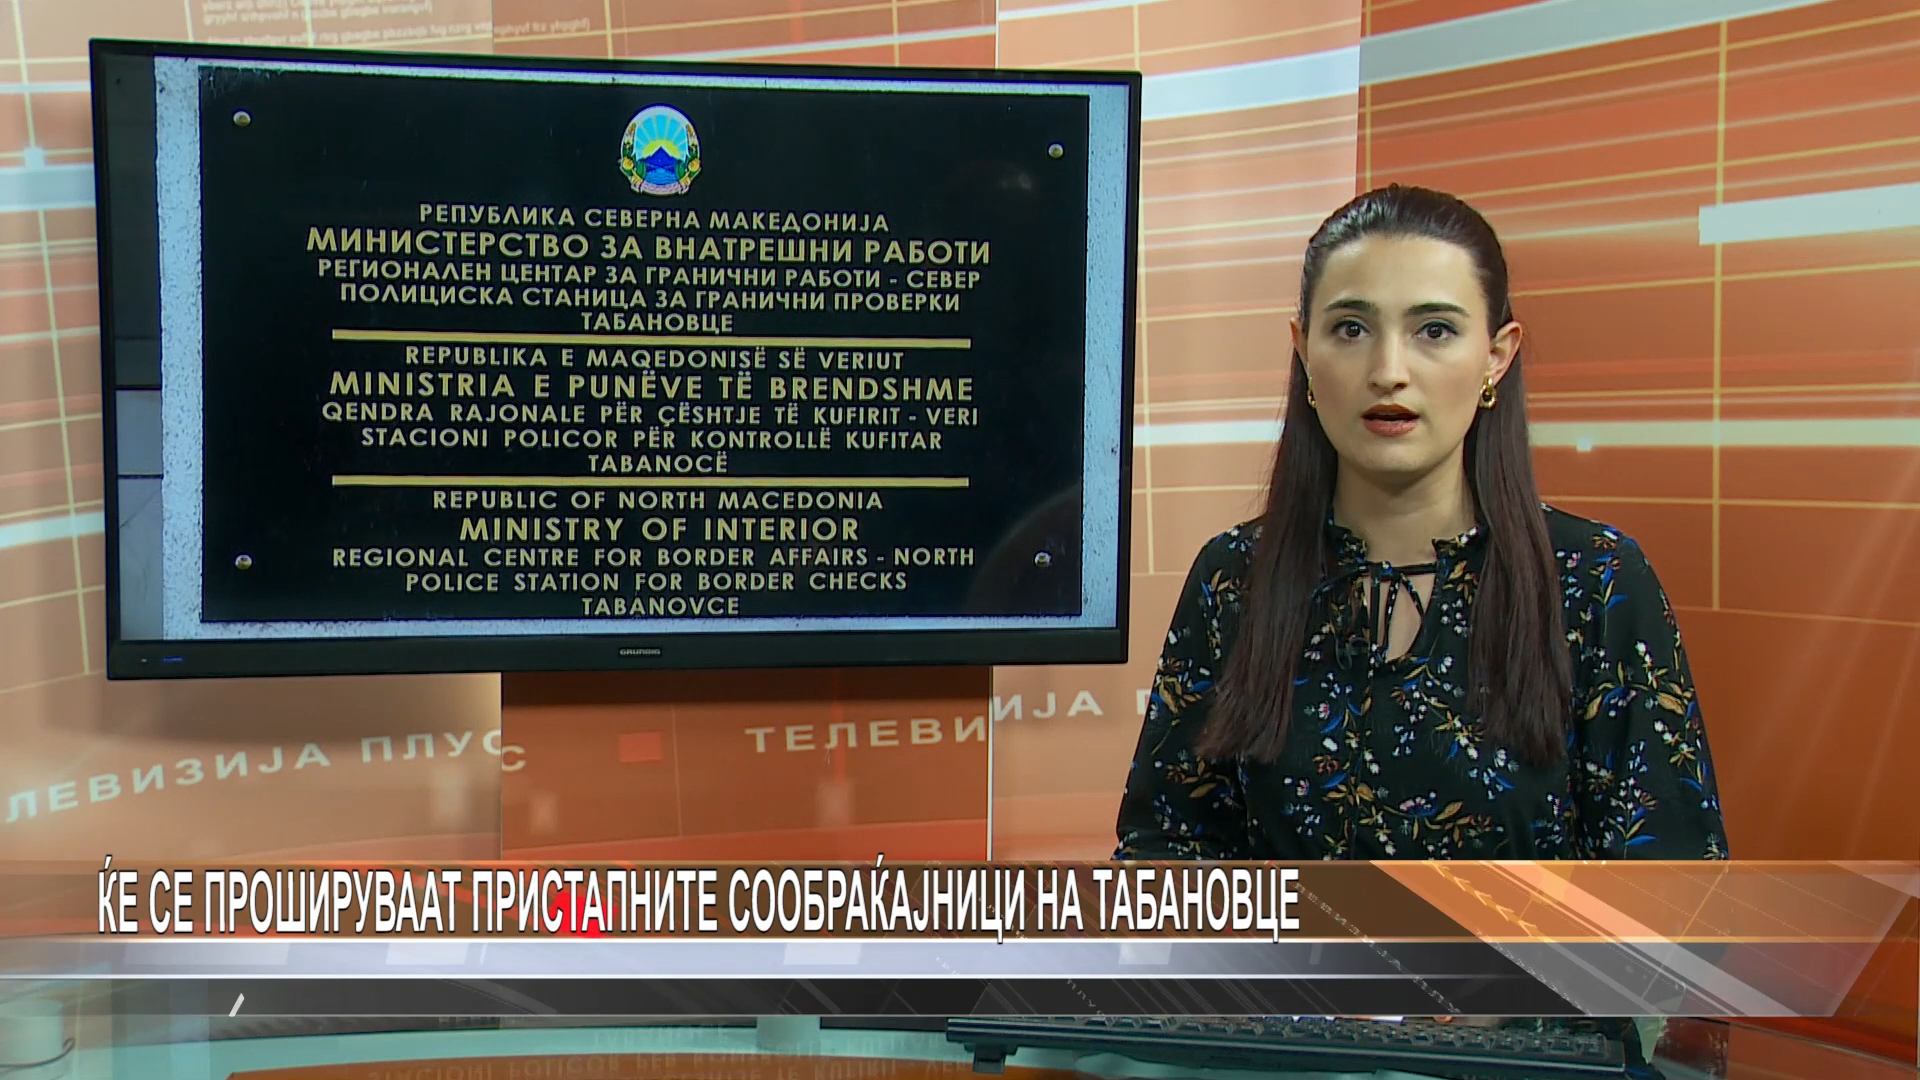 РЕПУБЛИКА СЕВЕРНА МАКЕДОНИЈА
МИНИСТЕРСТВО ЗА ВНАТРЕШНИ РАБОТИ
РЕГИОНАЛЕН ЦЕНТАР ЗА ГРАНИЧНИ РАБОТИ - СЕВЕР
ПОЛИЦИСКА СТАНИЦА ЗА ГРАНИЧНИ ПРОВЕРКИ
ТАБАНОВЦЕ
REPUBLIKA E MAQEDONISË SË VERIUT
MINISTRIA E PUNËVE TË BRENDSHME
QENDRA RAJONALE PËR ÇËSHTJE TË KUFIRIT - VERI
STACIONI POLICOR PËR KONTROLLË KUFITAR
TABANOCË
REPUBLIC OF NORTH MACEDONIA
MINISTRY OF INTERIOR
REGIONAL CENTRE FOR BORDER AFFAIRS - NORTH
POLICE STATION FOR BORDER CHECKS
TABANOVCE
GRUNDIG
ЛЕВИЗИЈА ПЛУС
ТЕЛЕВИ ИЈА П
ЌЕ СЕ ПРОШИРУВААТ ПРИСТАПНИТЕ СООБРАЌАЈНИЦИ НА ТАБАНОВЦЕ